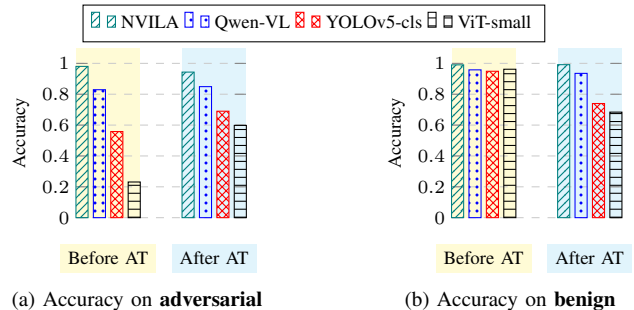 NVILA Qwen-VL YOLOv5-cls ViT-small
Accuracy
1
0.8
0.6
0.4
0.2
0
Before AT After AT
(a) Accuracy on adversarial
Accuracy
1
0.8
0.6
0.4
0.2
0
Before AT After AT
(b) Accuracy on benign